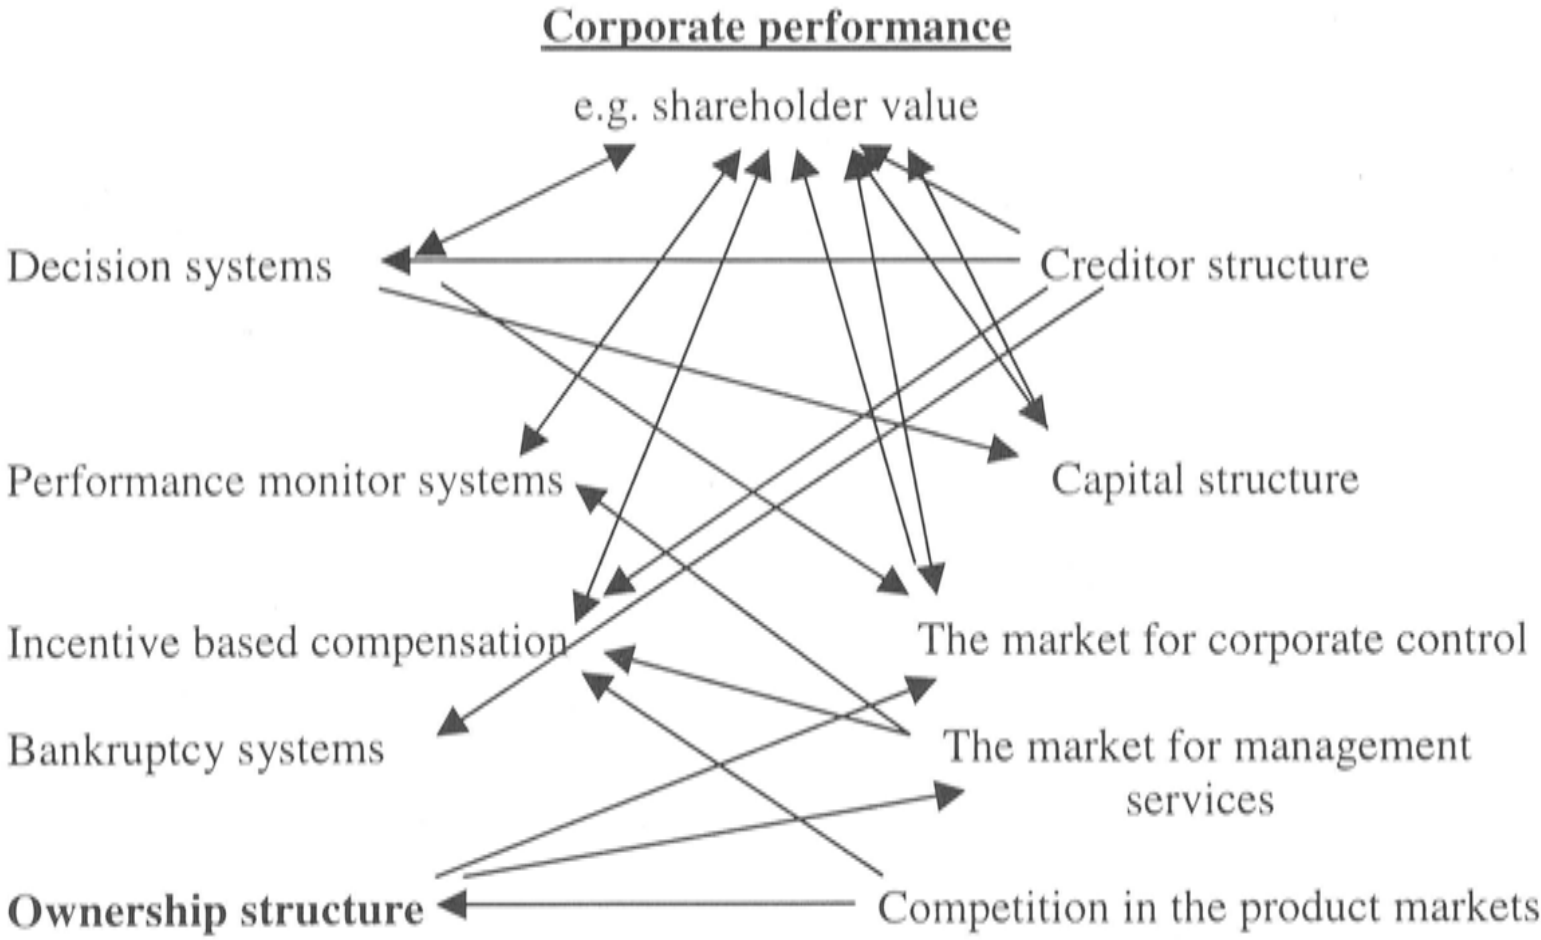 Corporate performance
e.g. shareholder value
Decision systems
Creditor structure
Performance monitor systems
Capital structure
Incentive based compensation
The market for corporate control
Bankruptcy systems
The market for management
services
Ownership structure
Competition in the product markets